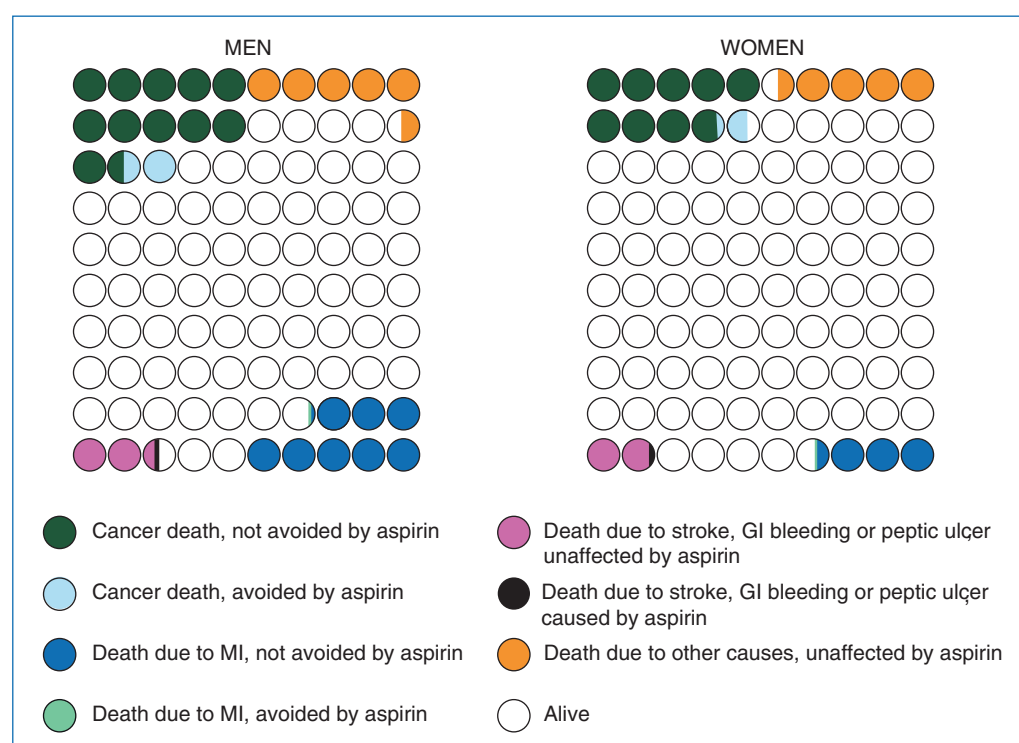 MEN
WOMEN
Cancer death, not avoided by aspirin
Cancer death, avoided by aspirin
Death due to MI, not avoided by aspirin
Death due to MI, avoided by aspirin
Death due to stroke, GI bleeding or peptic ulçer
unaffected by aspirin
Death due to stroke, GI bleeding or peptic ulçer
caused by aspirin
Death due to other causes, unaffected by aspirin
Alive